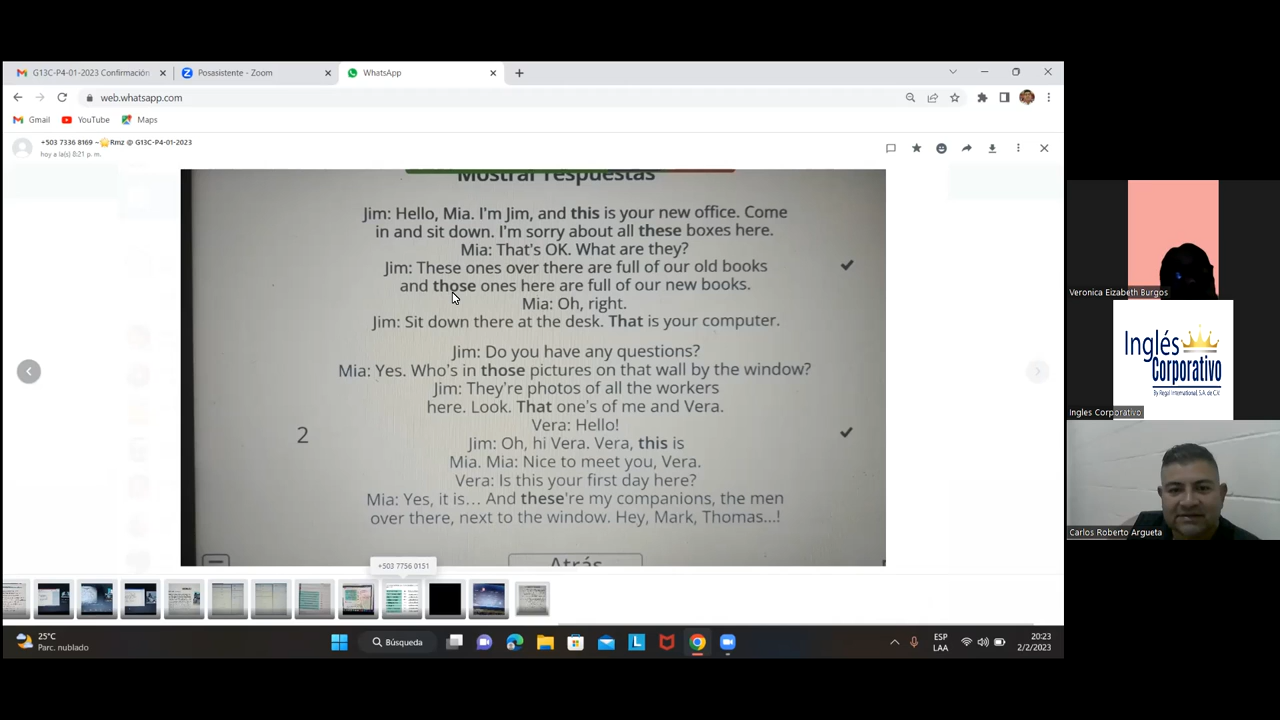 G13C-P4-01-2023 Confirmación
Posasistente - Zoom
WhatsApp
web.whatsapp.com
Gmail
YouTube
Maps
+503 7336 8169 ~⭐Rmz @ G13C-P4-01-2023
hoy a la(s) 8:21 p. m.
Mostrar respuestas
Jim: Hello, Mia. I'm Jim, and this is your new office. Come
in and sit down. I'm sorry about all these boxes here.
Mia: That's OK. What are they?
Jim: These ones over there are full of our old books
and those ones here are full of our new books.
Mia: Oh, right.
Jim: Sit down there at the desk. That is your computer.
Jim: Do you have any questions?
Mia: Yes. Who's in those pictures on that wall by the window?
Jim: They're photos of all the workers
here. Look. That one's of me and Vera.
Vera: Hello!
2
Jim: Oh, hi Vera. Vera, this is
Mia. Mia: Nice to meet you, Vera.
Vera: Is this your first day here?
Mia: Yes, it is... And these're my companions, the men
over there, next to the window. Hey, Mark, Thomas...!
Atrás
+503 7756 0151
25°C
Parc. nublado
Búsqueda
L
ESP
LAA
20:23
2/2/2023
Veronica Eizabeth Burgos
Inglés
Corporativo
By Regal International, S.A. de C.V.
Ingles Corporativo
Carlos Roberto Argueta